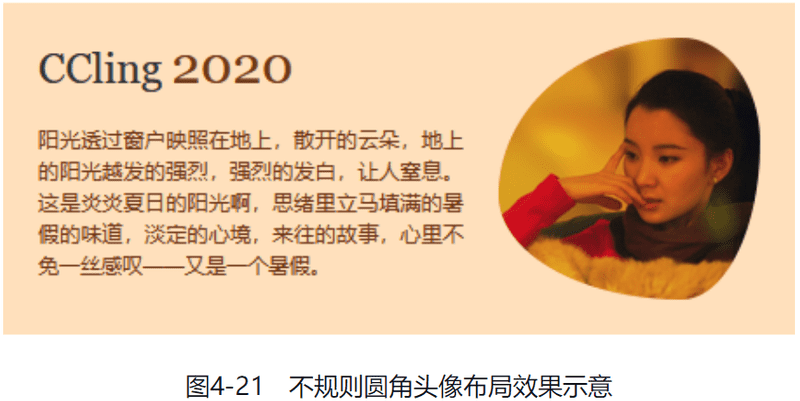 CCling 2020
阳光透过窗户映照在地上，散开的云朵，地上
的阳光越发的强烈，强烈的发白，让人窒息。
这是炎炎夏日的阳光啊，思绪里立马填满的暑
假的味道，淡定的心境，来往的故事，心里不
免一丝感叹——又是一个暑假。
图4-21　不规则圆角头像布局效果示意